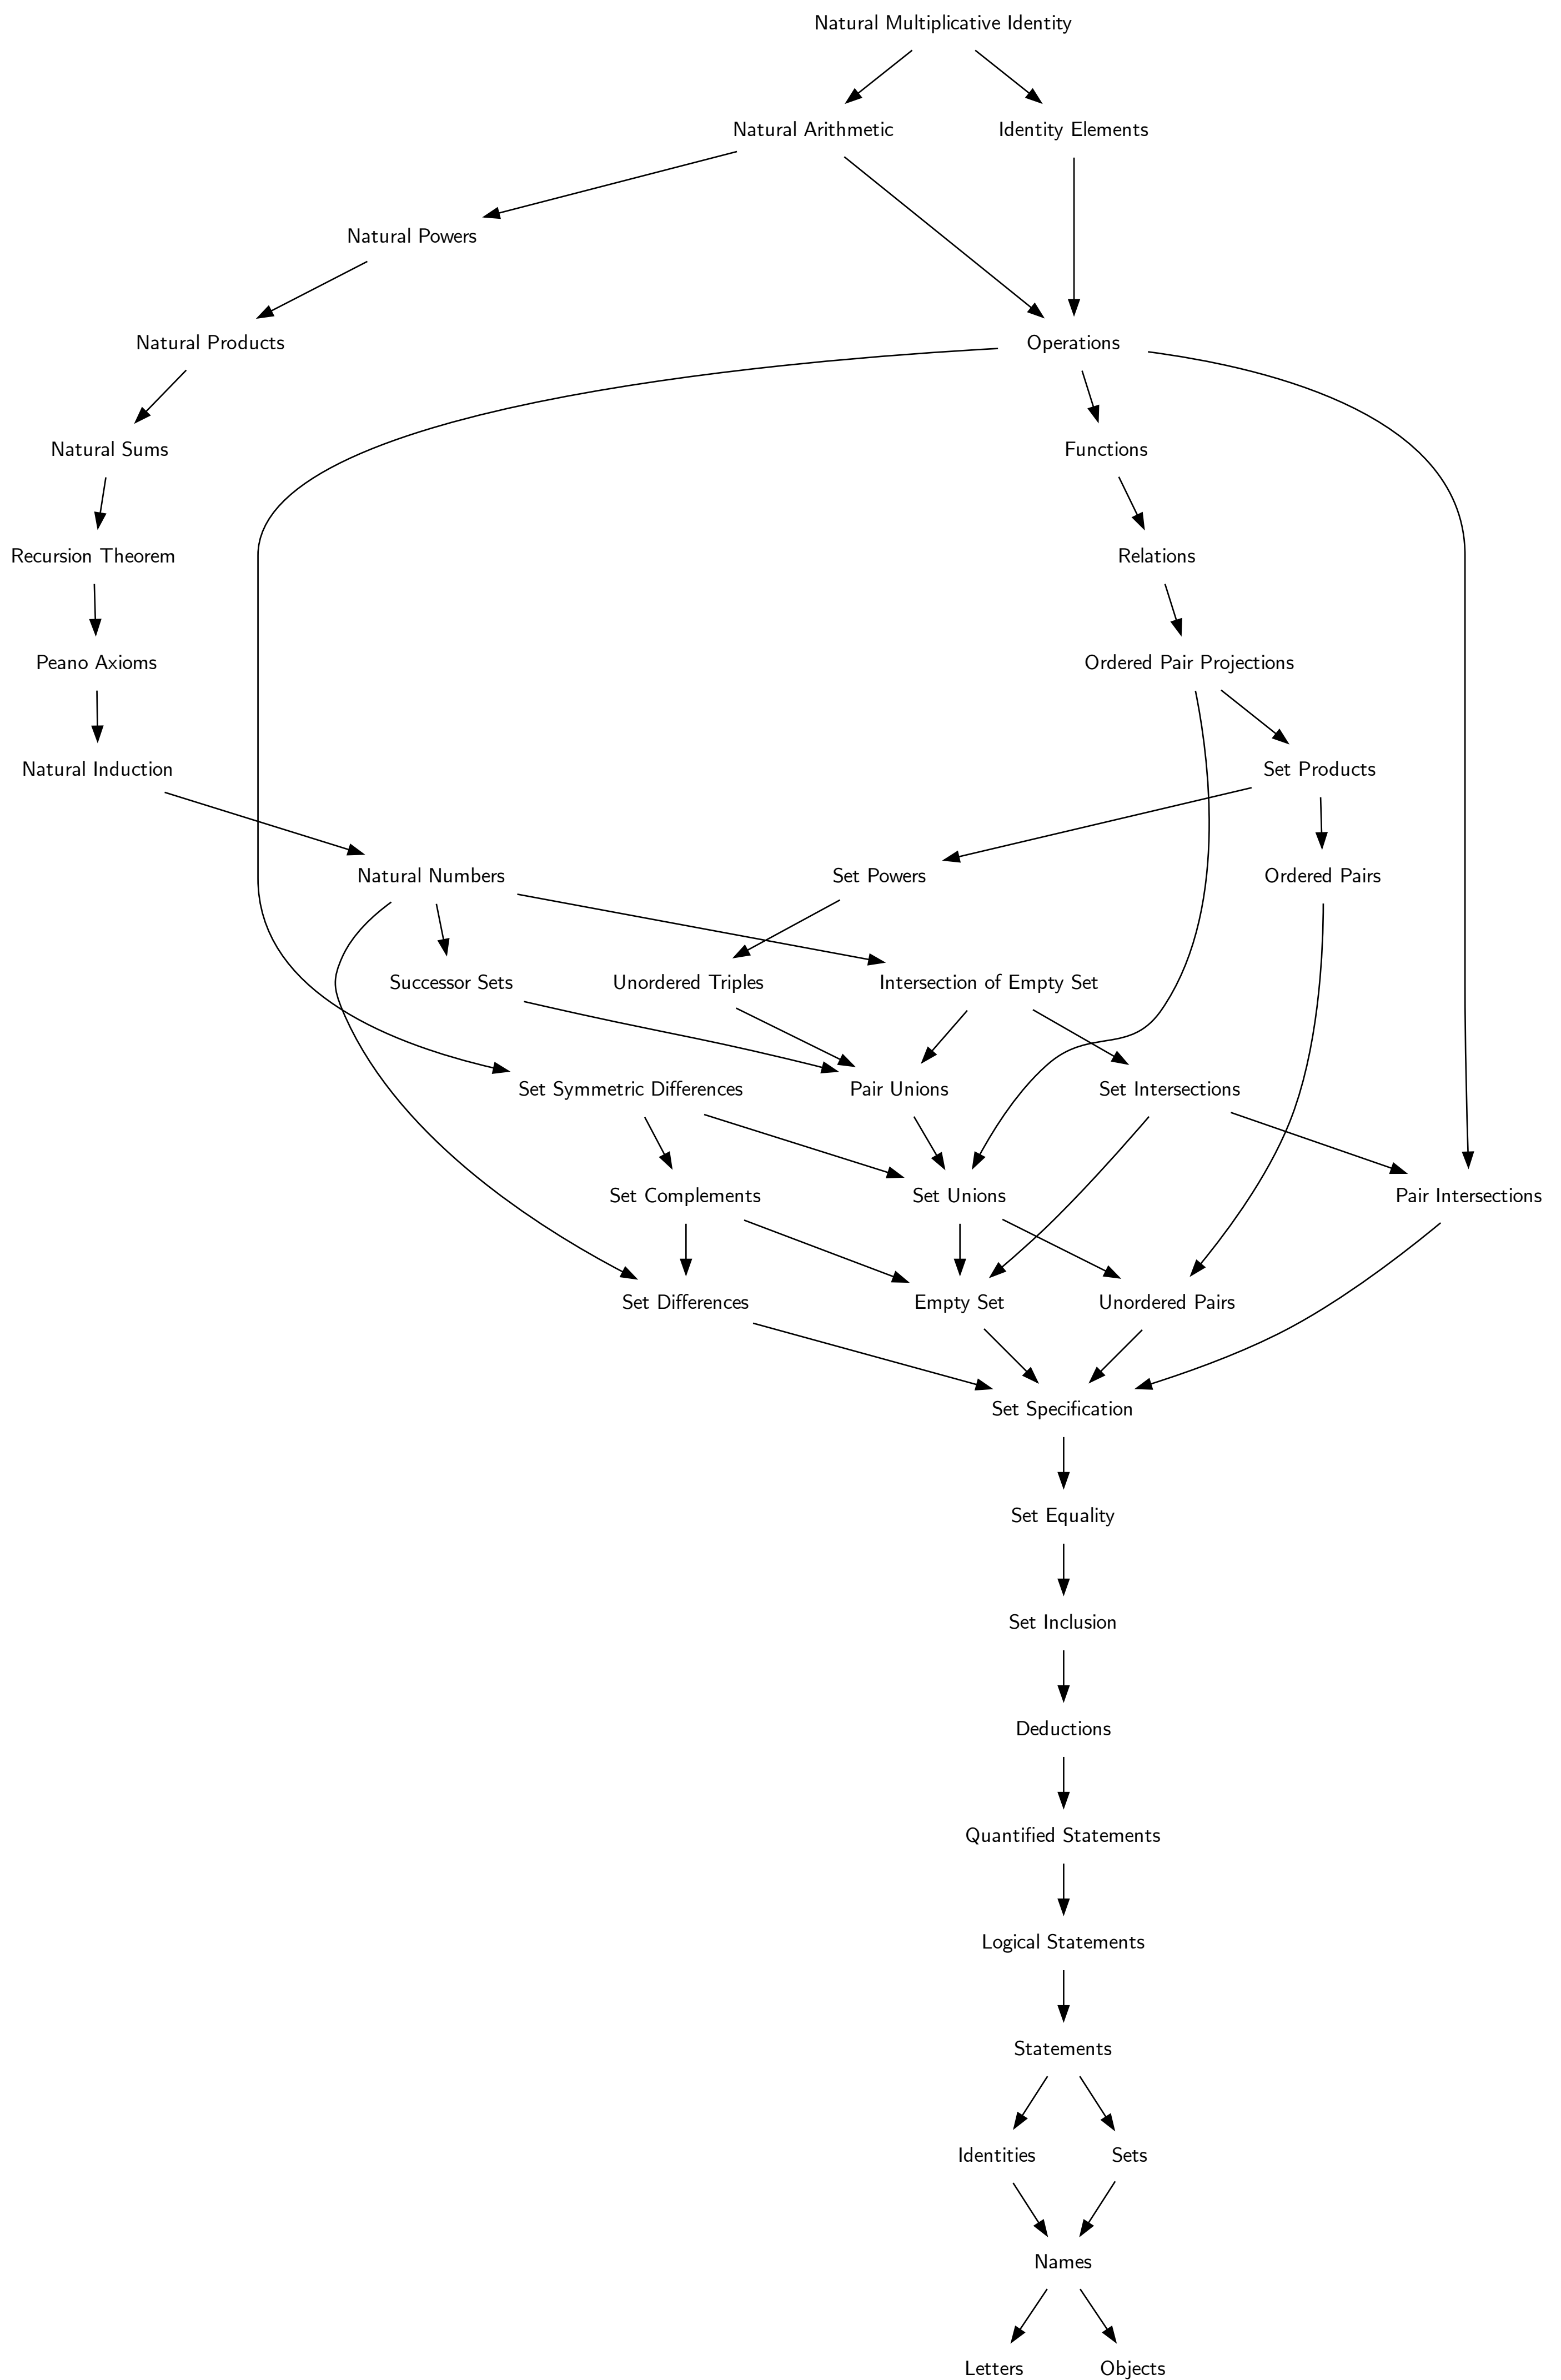 Natural Multiplicative Identity
Natural Arithmetic
Identity Elements
Natural Powers
Natural Products
Operations
Natural Sums
Functions
Recursion Theorem
Relations
Peano Axioms
Ordered Pair Projections
Natural Induction
Set Products
Natural Numbers
Set Powers
Ordered Pairs
Successor Sets
Unordered Triples
Intersection of Empty Set
Set Symmetric Differences
Pair Unions
Set Intersections
Set Complements
Set Unions
Pair Intersections
Set Differences
Empty Set
Unordered Pairs
Set Specification
Set Equality
Set Inclusion
Deductions
Quantified Statements
Logical Statements
Statements
Identities
Sets
Names
Letters
Objects